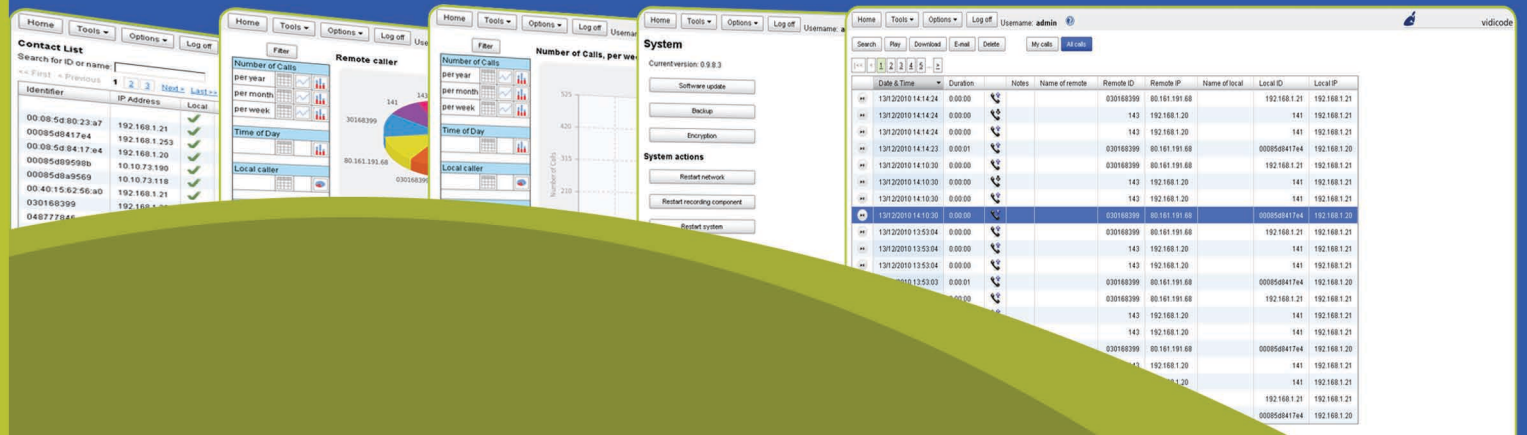 Home Tools Options Log off
Contact List
Search for ID or name:
<< First < Previous 1 2 3 Next > Last >>
Identifier IP Address Local
00:08:5d:80:23:a7 192.168.1.21
00085d8417e4 192.168.1.253
00:08:5d:84:17:e4 192.168.1.20
00085d89598b 10.10.73.190
00085d8a9569 10.10.73.118
00:40:15:62:56:a0 192.168.1.21
030168399
Home Tools Options Log off
Filter
Remote caller
Number of Calls
per year
per month
per week
Time of Day
Local caller
141
30168399
80.161.191.68
Home Tools Options Log off
Filter
Number of Calls, per
Number of Calls
per year
per month
per week
Time of Day
Local caller
525
420
315
210
Number of Calls
Home Tools Options Log off Username:
System
Current version: 0.9.8.3
Software update
Backup
Encryption
System actions
Restart network
Restart recording component
Restart system
Home Tools Options Log off Username: admin
vidicode
Search Play Download E-mail Delete My calls All calls
|<< < 1 2 3 4 5 .. >
Date & Time Duration Notes Name of remote Remote ID Remote IP Name of local Local ID Local IP
13/12/2010 14:14:24 0:00:00 030168399 80.161.191.68 192.168.1.21 192.168.1.21
13/12/2010 14:14:24 0:00:00 143 192.168.1.20 141 192.168.1.21
13/12/2010 14:14:24 0:00:00 143 192.168.1.20 141 192.168.1.21
13/12/2010 14:14:23 0:00:01 030168399 80.161.191.68 00085d8417e4 192.168.1.20
13/12/2010 14:10:30 0:00:00 030168399 80.161.191.68 192.168.1.21 192.168.1.21
13/12/2010 14:10:30 0:00:00 143 192.168.1.20 141 192.168.1.21
13/12/2010 14:10:30 0:00:00 143 192.168.1.20 141 192.168.1.21
13/12/2010 14:10:30 0:00:00 030168399 80.161.191.68 00085d8417e4 192.168.1.20
13/12/2010 13:53:04 0:00:00 030168399 80.161.191.68 192.168.1.21 192.168.1.21
13/12/2010 13:53:04 0:00:00 143 192.168.1.20 141 192.168.1.21
13/12/2010 13:53:04 0:00:00 143 192.168.1.20 141 192.168.1.21
13:53:03 0:00:01 030168399 80.161.191.68 00085d8417e4 192.168.1.20
030168399 80.161.191.68 192.168.1.21 192.168.1.21
143 192.168.1.20 141 192.168.1.21
143 192.168.1.20 141 192.168.1.21
030168399 80.161.191.68 00085d8417e4 192.168.1.20
192.168.1.20 141 192.168.1.21
141 192.168.1.21
192.168.1.21 192.168.1.21
00085d8417e4 192.168.1.20